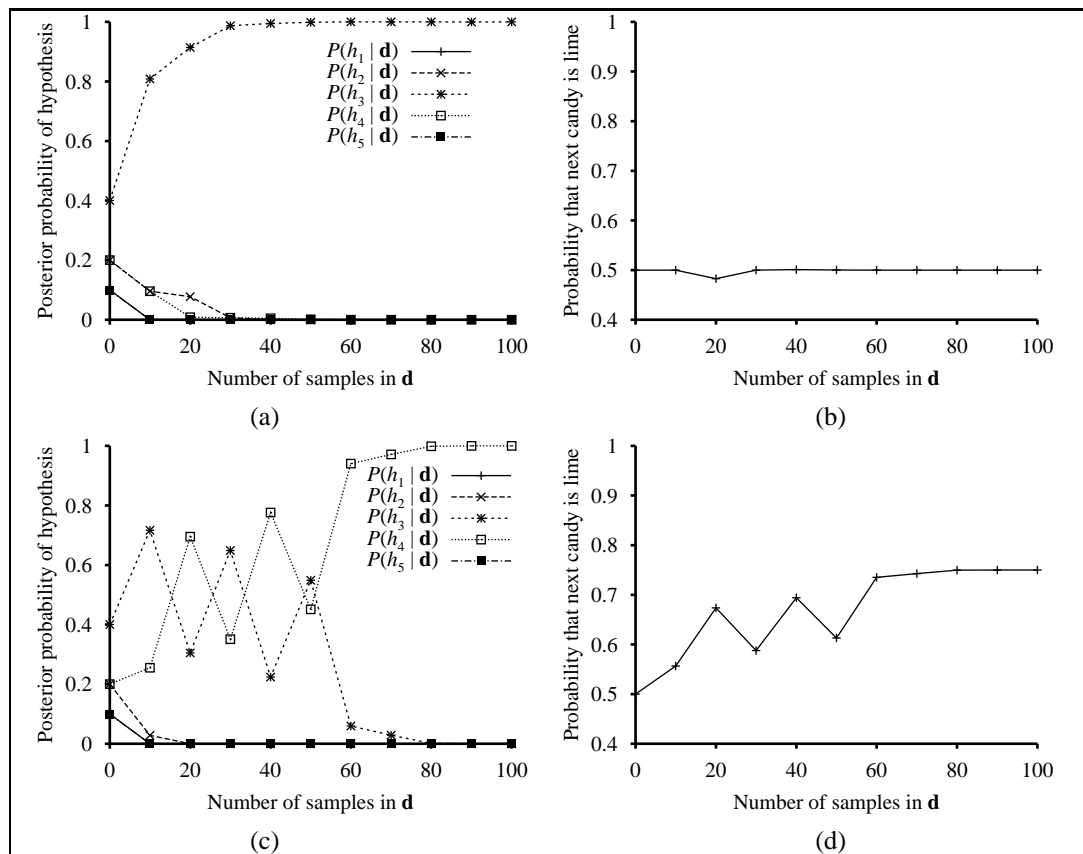 Posterior probability of hypothesis
1
0.8
0.6
0.4
0.2
0
P(h1 | d)
P(h2 | d)
P(h3 | d)
P(h4 | d)
P(h5 | d)
0 20 40 60 80 100
Number of samples in d
(a)
Probability that next candy is lime
1
0.9
0.8
0.7
0.6
0.5
0.4
0 20 40 60 80 100
Number of samples in d
(b)
Posterior probability of hypothesis
1
0.8
0.6
0.4
0.2
0
P(h1 | d)
P(h2 | d)
P(h3 | d)
P(h4 | d)
P(h5 | d)
0 20 40 60 80 100
Number of samples in d
(c)
Probability that next candy is lime
1
0.9
0.8
0.7
0.6
0.5
0.4
0 20 40 60 80 100
Number of samples in d
(d)